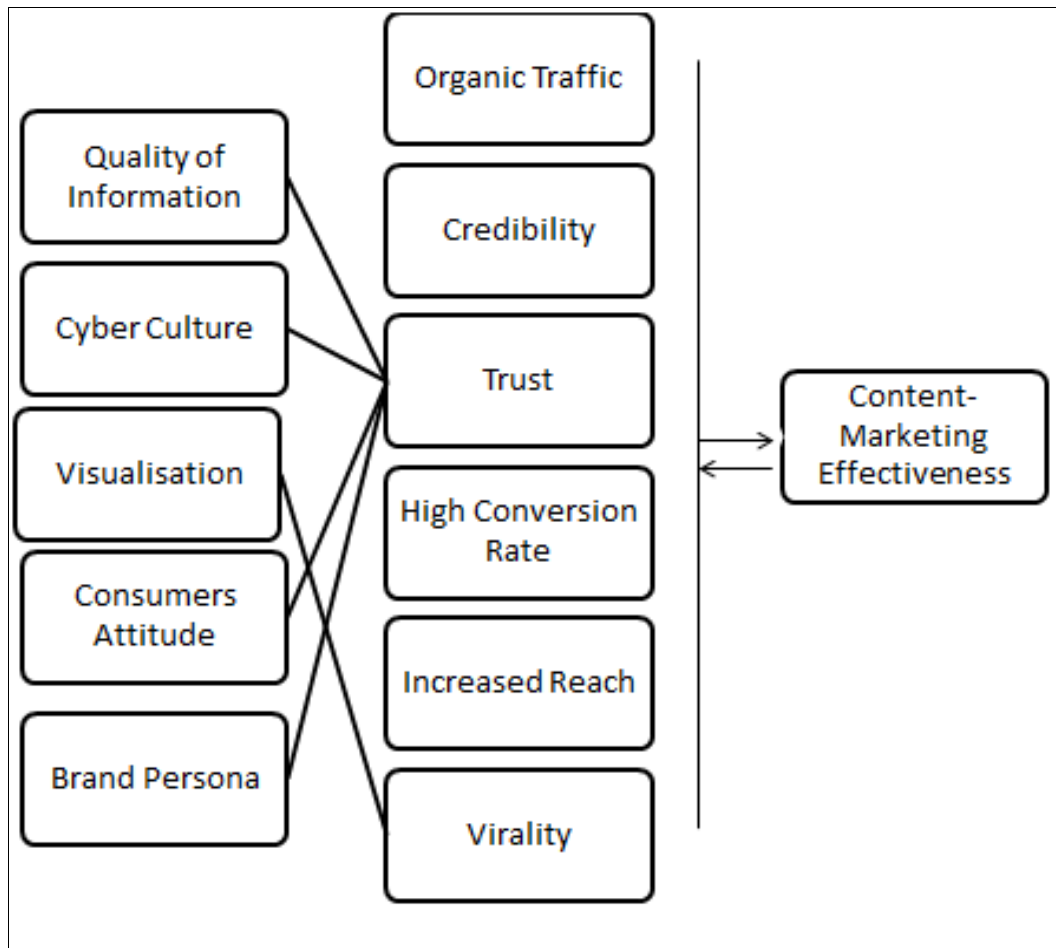 Quality of
Information
Cyber Culture
Visualisation
Consumers
Attitude
Brand Persona
Organic Traffic
Credibility
Trust
High Conversion
Rate
Increased Reach
Virality
Content-
Marketing
Effectiveness